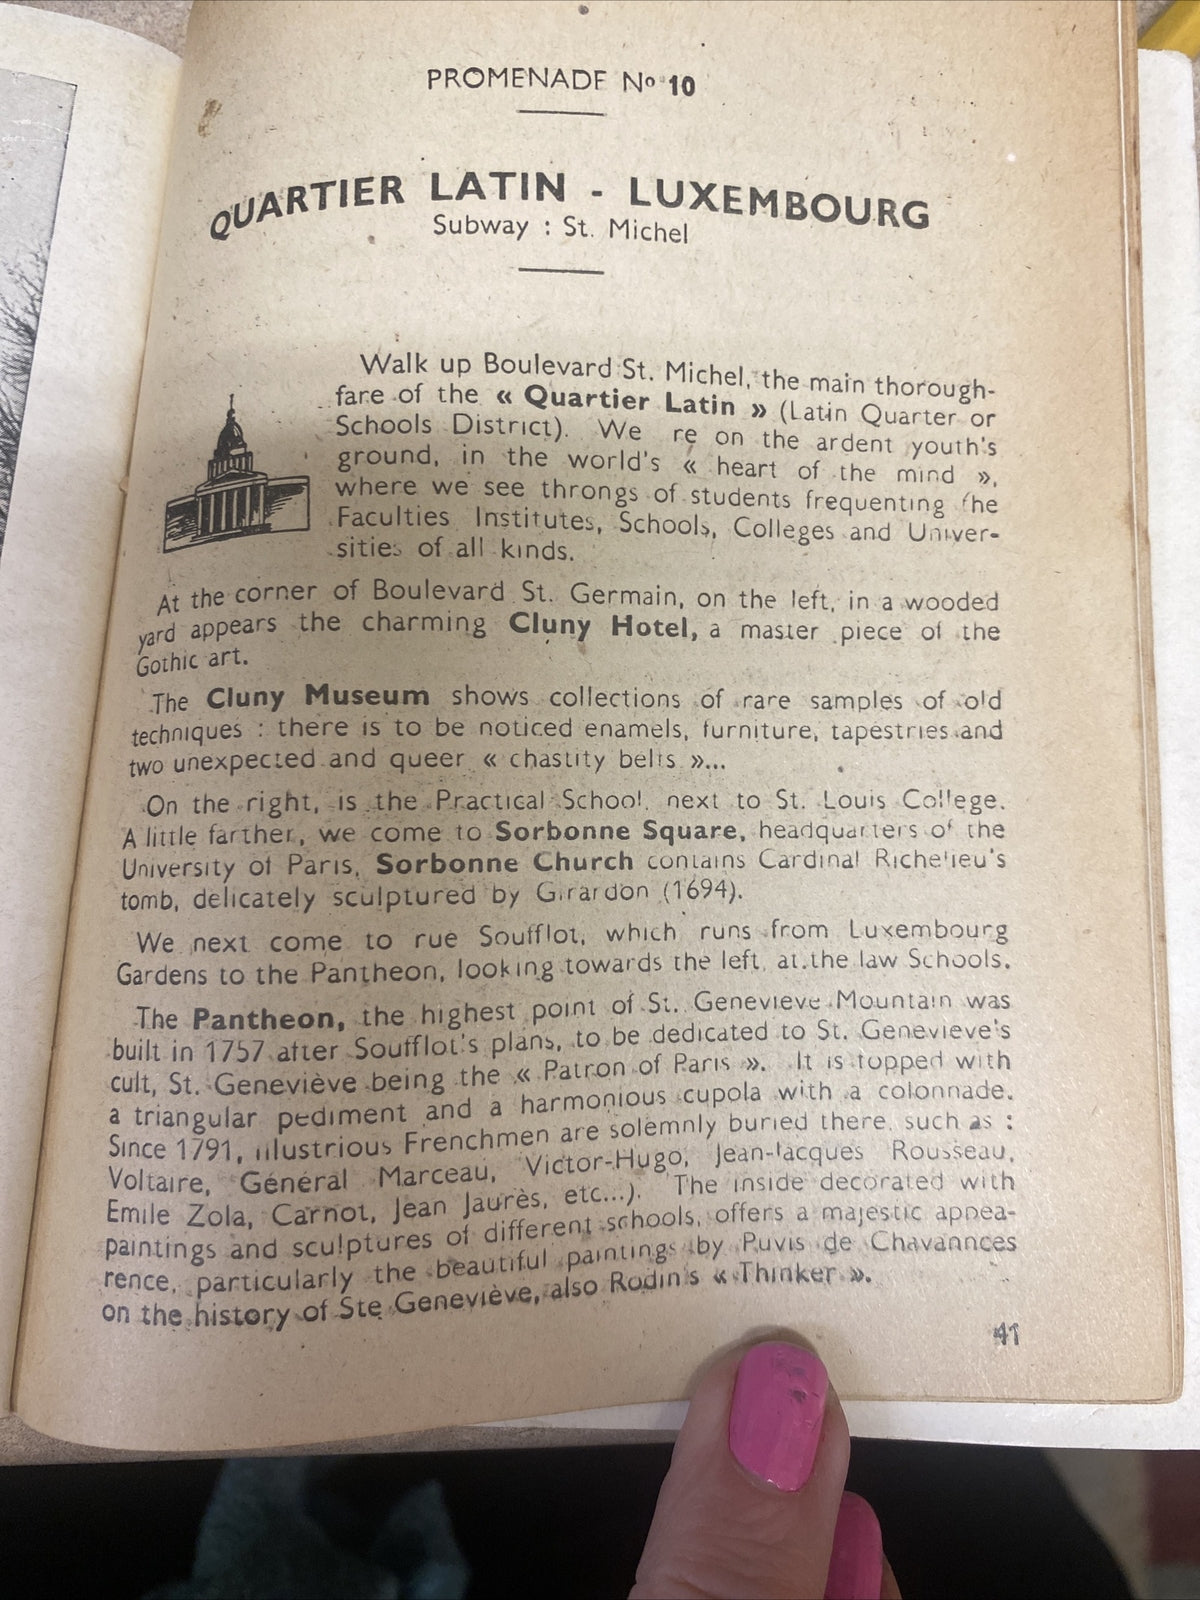 PROMENADE Nº 10
QUARTIER LATIN - LUXEMBOURG
Subway : St. Michel
Walk up Boulevard St. Michel, the main thorough-
fare of the « Quartier Latin » (Latin Quarter or
Schools District). We re on the ardent youth's
ground, in the world's « heart of the mind »,
where we see throngs of students frequenting the
Faculties Institutes, Schools, Colleges and Univer-
sities of all kinds.
At the corner of Boulevard St. Germain, on the left, in a wooded
yard appears the charming Cluny Hotel, a master piece of the
Gothic art.
The Cluny Museum shows collections of rare samples of old
techniques : there is to be noticed enamels, furniture, tapestries and
two unexpected and queer « chastity belts »...
On the right, is the Practical School, next to St. Louis College.
A little farther, we come to Sorbonne Square, headquarters of the
University of Paris, Sorbonne Church contains Cardinal Richelieu's
tomb, delicately sculptured by Girardon (1694).
We next come to rue Soufflot, which runs from Luxembourg
Gardens to the Pantheon, looking towards the left, at the law Schools.
The Pantheon, the highest point of St. Genevieve Mountain was
built in 1757 after Soufflot's plans, to be dedicated to St. Genevieve's
cult, St. Geneviève being the « Patron of Paris ». It is topped with
a triangular pediment and a harmonious cupola with a colonnade.
Since 1791, illustrious Frenchmen are solemnly buried there, such as :
Voltaire, Général Marceau, Victor-Hugo, Jean-Jacques Rousseau,
Emile Zola, Carnot, Jean Jaurès, etc...). The inside decorated with
paintings and sculptures of different schools, offers a majestic appea-
rence, particularly the beautiful paintings by Puvis de Chavannces
on the history of Ste Geneviève, also Rodin's « Thinker ».
41